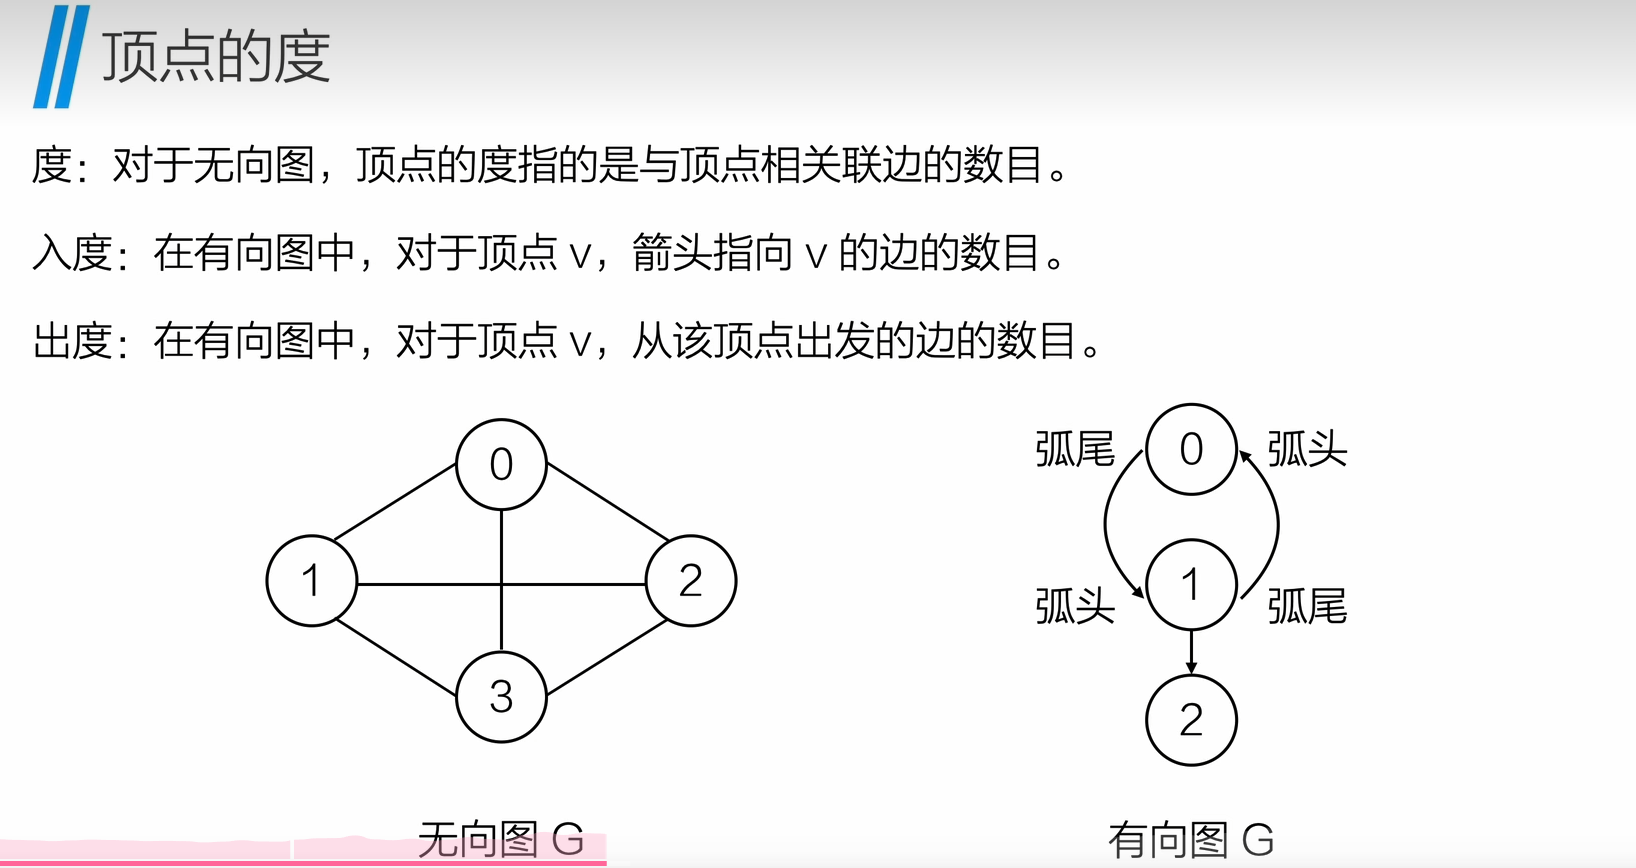 顶点的度
度：对于无向图，顶点的度指的是与顶点相关联边的数目。
入度：在有向图中，对于顶点 v，箭头指向 v 的边的数目。
出度：在有向图中，对于顶点 v，从该顶点出发的边的数目。
0
1
2
3
无向图 G
弧尾 0 弧头
弧头 1 弧尾
2
有向图 G